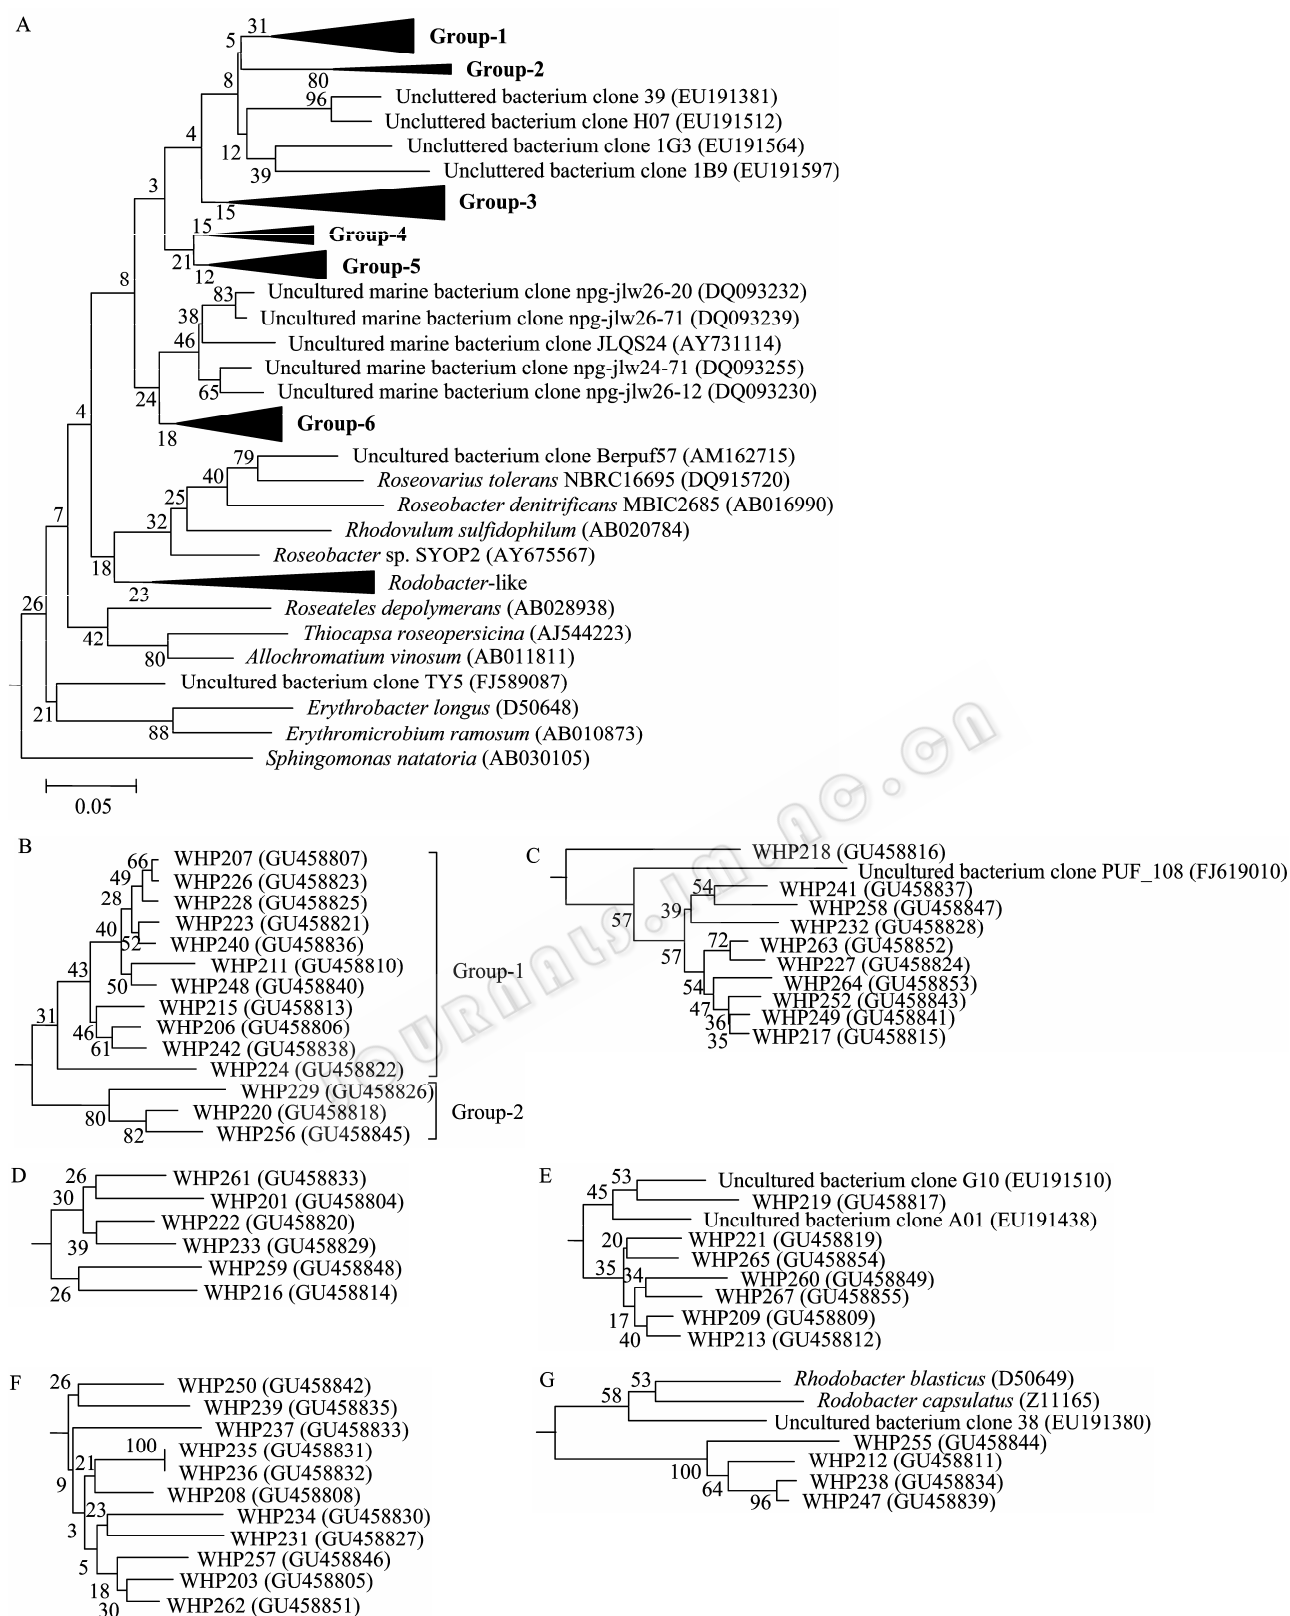 A
31
Group-1
5
Group-2
80
8
96
Uncluttered bacterium clone 39 (EU191381)
Uncluttered bacterium clone H07 (EU191512)
4
Uncluttered bacterium clone 1G3 (EU191564)
12
39
Uncluttered bacterium clone 1B9 (EU191597)
3
Group-3
15
15
Group-4
21
12
Group-5
8
83
Uncultured marine bacterium clone npg-jlw26-20 (DQ093232)
38
Uncultured marine bacterium clone npg-jlw26-71 (DQ093239)
46
Uncultured marine bacterium clone JLQS24 (AY731114)
Uncultured marine bacterium clone npg-jlw24-71 (DQ093255)
65
Uncultured marine bacterium clone npg-jlw26-12 (DQ093230)
24
4
18
Group-6
79
Uncultured bacterium clone Berpuf57 (AM162715)
40
Roseovarius tolerans NBRC16695 (DQ915720)
25
Roseobacter denitrificans MBIC2685 (AB016990)
7
32
Rhodovulum sulfidophilum (AB020784)
Roseobacter sp. SYOP2 (AY675567)
18
23
Rodobacter-like
26
Roseateles depolymerans (AB028938)
42
Thiocapsa roseopersicina (AJ544223)
80
Allochromatium vinosum (AB011811)
Uncultured bacterium clone TY5 (FJ589087)
21
Erythrobacter longus (D50648)
88
Erythromicrobium ramosum (AB010873)
Sphingomonas natatoria (AB030105)
0.05
JOURNALS.IM.AC.CN
B
66
WHP207 (GU458807)
49
WHP226 (GU458823)
28
WHP228 (GU458825)
WHP223 (GU458821)
40
52
WHP240 (GU458836)
43
WHP211 (GU458810)
50
WHP248 (GU458840)
Group-1
31
WHP215 (GU458813)
46
WHP206 (GU458806)
61
WHP242 (GU458838)
WHP224 (GU458822)
WHP229 (GU458826)
80
WHP220 (GU458818)
Group-2
82
WHP256 (GU458845)
C
WHP218 (GU458816)
Uncultured bacterium clone PUF_108 (FJ619010)
54
WHP241 (GU458837)
39
WHP258 (GU458847)
57
WHP232 (GU458828)
72
WHP263 (GU458852)
57
WHP227 (GU458824)
54
WHP264 (GU458853)
47
WHP252 (GU458843)
36
WHP249 (GU458841)
35
WHP217 (GU458815)
D
26
WHP261 (GU458833)
30
WHP201 (GU458804)
WHP222 (GU458820)
39
WHP233 (GU458829)
WHP259 (GU458848)
26
WHP216 (GU458814)
E
53
Uncultured bacterium clone G10 (EU191510)
45
WHP219 (GU458817)
Uncultured bacterium clone A01 (EU191438)
20
WHP221 (GU458819)
WHP265 (GU458854)
35
34
WHP260 (GU458849)
WHP267 (GU458855)
17
WHP209 (GU458809)
40
WHP213 (GU458812)
F
26
WHP250 (GU458842)
WHP239 (GU458835)
WHP237 (GU458833)
100
WHP235 (GU458831)
21
WHP236 (GU458832)
9
WHP208 (GU458808)
23
WHP234 (GU458830)
3
WHP231 (GU458827)
5
WHP257 (GU458846)
18
WHP203 (GU458805)
30
WHP262 (GU458851)
G
53
Rhodobacter blasticus (D50649)
58
Rodobacter capsulatus (Z11165)
Uncultured bacterium clone 38 (EU191380)
WHP255 (GU458844)
100
WHP212 (GU458811)
64
WHP238 (GU458834)
96
WHP247 (GU458839)